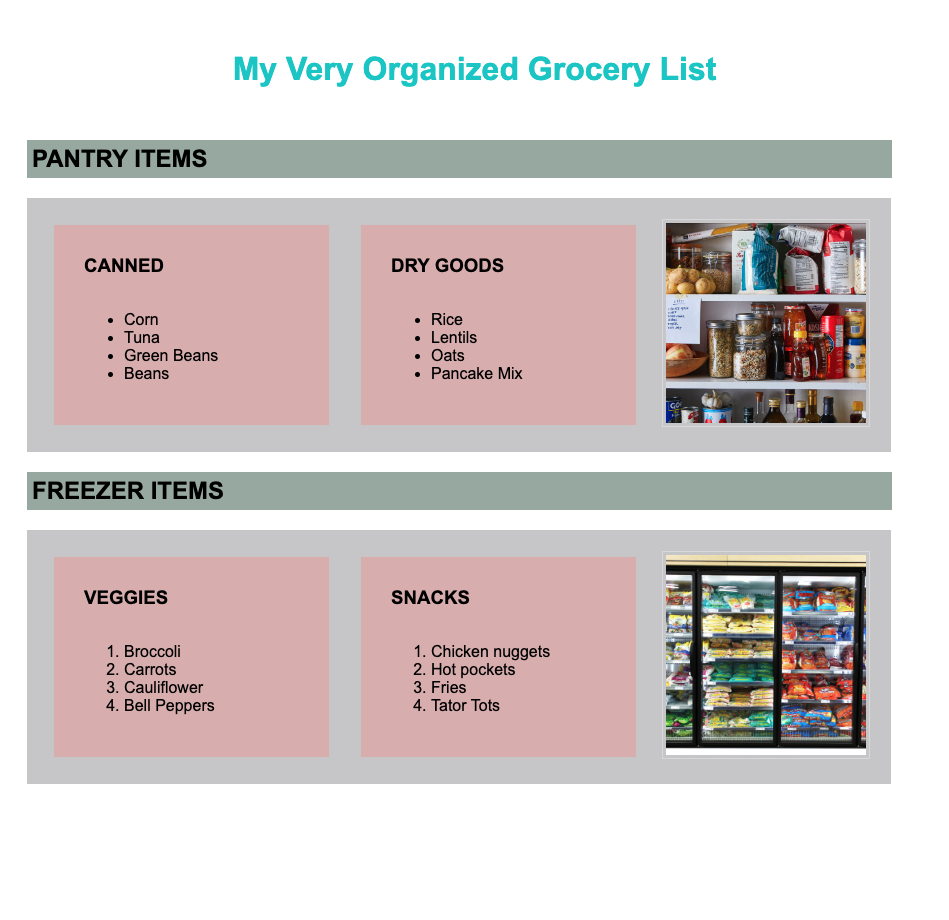 My Very Organized Grocery List
PANTRY ITEMS
CANNED
• Corn
• Tuna
• Green Beans
• Beans
DRY GOODS
• Rice
• Lentils
• Oats
• Pancake Mix
FREEZER ITEMS
VEGGIES
1. Broccoli
2. Carrots
3. Cauliflower
4. Bell Peppers
SNACKS
1. Chicken nuggets
2. Hot pockets
3. Fries
4. Tator Tots